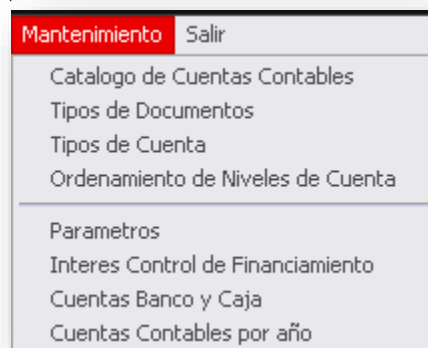 Mantenimiento Salir
Catalogo de Cuentas Contables
Tipos de Documentos
Tipos de Cuenta
Ordenamiento de Niveles de Cuenta
Parametros
Interes Control de Financiamiento
Cuentas Banco y Caja
Cuentas Contables por año